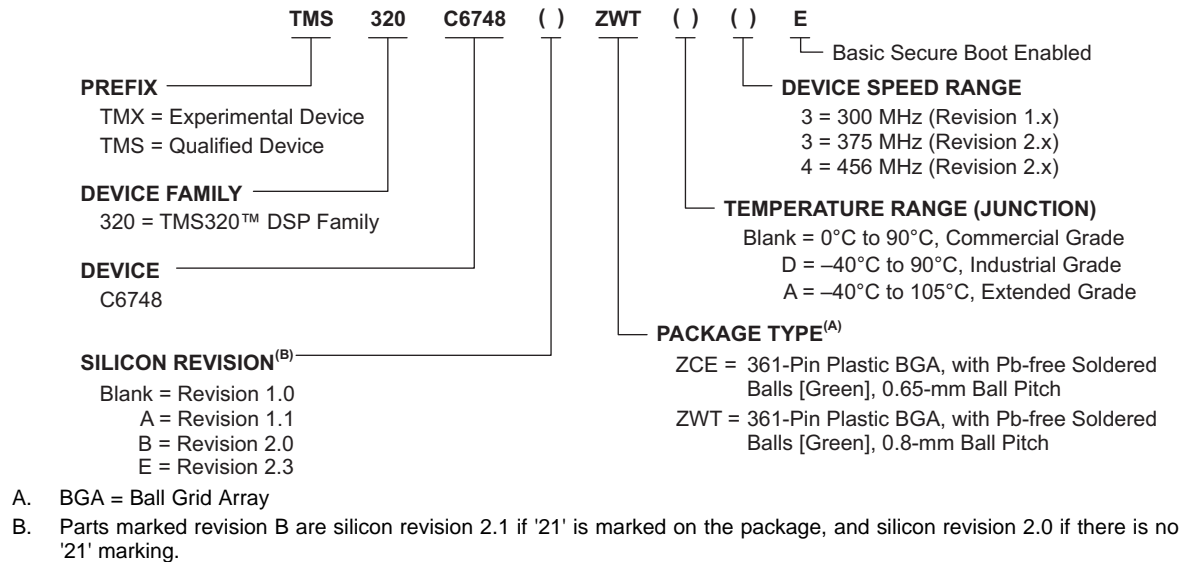 TMS 320 C6748 ( ) ZWT ( ) ( ) E
Basic Secure Boot Enabled
PREFIX
TMX = Experimental Device
TMS = Qualified Device
DEVICE SPEED RANGE
3 = 300 MHz (Revision 1.x)
3 = 375 MHz (Revision 2.x)
4 = 456 MHz (Revision 2.x)
DEVICE FAMILY
320 = TMS320™ DSP Family
TEMPERATURE RANGE (JUNCTION)
Blank = 0°C to 90°C, Commercial Grade
D = –40°C to 90°C, Industrial Grade
A = –40°C to 105°C, Extended Grade
DEVICE
C6748
PACKAGE TYPE(A)
ZCE = 361-Pin Plastic BGA, with Pb-free Soldered
Balls [Green], 0.65-mm Ball Pitch
ZWT = 361-Pin Plastic BGA, with Pb-free Soldered
Balls [Green], 0.8-mm Ball Pitch
SILICON REVISION(B)
Blank = Revision 1.0
A = Revision 1.1
B = Revision 2.0
E = Revision 2.3
A. BGA = Ball Grid Array
B. Parts marked revision B are silicon revision 2.1 if '21' is marked on the package, and silicon revision 2.0 if there is no
'21' marking.